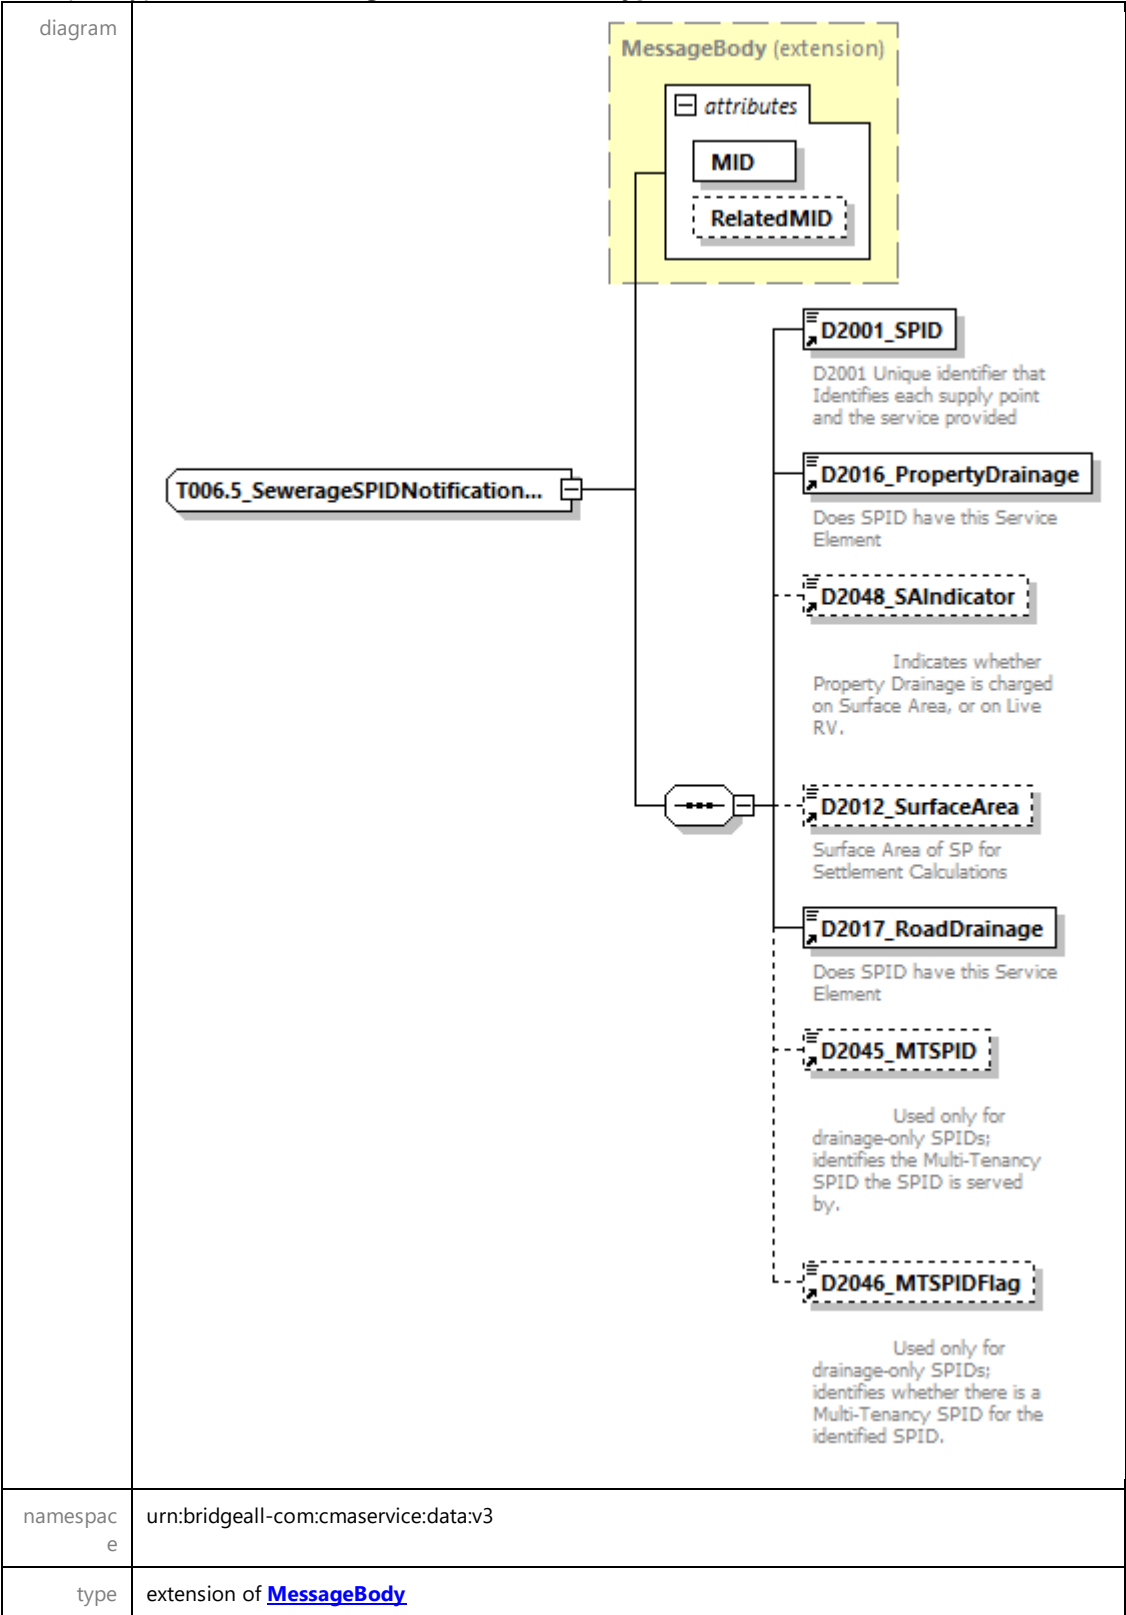 diagram
MessageBody (extension)
attributes
MID
RelatedMID
D2001_SPID
D2001 Unique identifier that
Identifies each supply point
and the service provided
T006.5_SewerageSPIDNotification...
D2016_PropertyDrainage
Does SPID have this Service
Element
D2048_SAIndicator
Indicates whether
Property Drainage is charged
on Surface Area, or on Live
RV.
D2012_SurfaceArea
Surface Area of SP for
Settlement Calculations
D2017_RoadDrainage
Does SPID have this Service
Element
D2045_MTSPID
Used only for
drainage-only SPIDs;
identifies the Multi-Tenancy
SPID the SPID is served
by.
D2046_MTSPIDFlag
Used only for
drainage-only SPIDs;
identifies whether there is a
Multi-Tenancy SPID for the
identified SPID.
namespac
e
urn:bridgeall-com:cmaservice:data:v3
type
extension of MessageBody